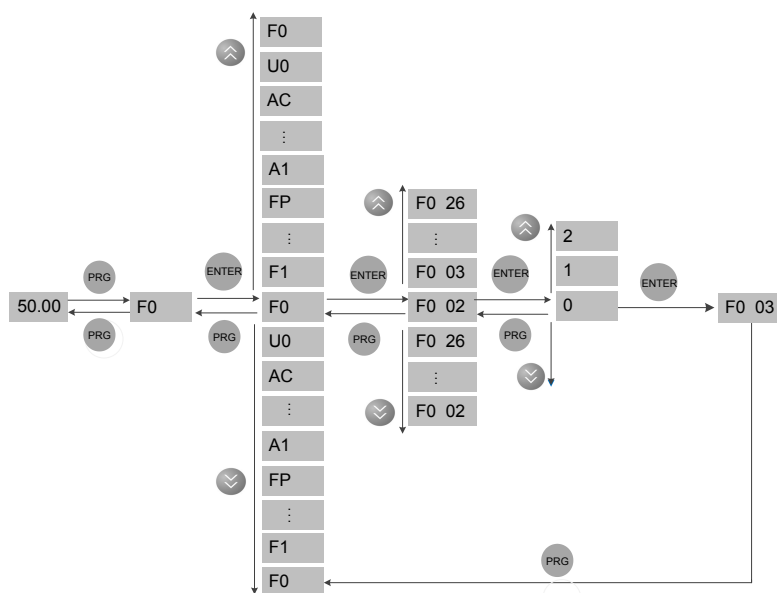 F0
U0
AC
⋮
A1
FP
⋮
F1
F0
U0
AC
⋮
A1
FP
⋮
F1
F0
50.00
PRG
PRG
F0
ENTER
PRG
ENTER
PRG
F0 26
⋮
F0 03
F0 02
F0 26
⋮
F0 02
ENTER
PRG
2
1
0
ENTER
F0 03
PRG